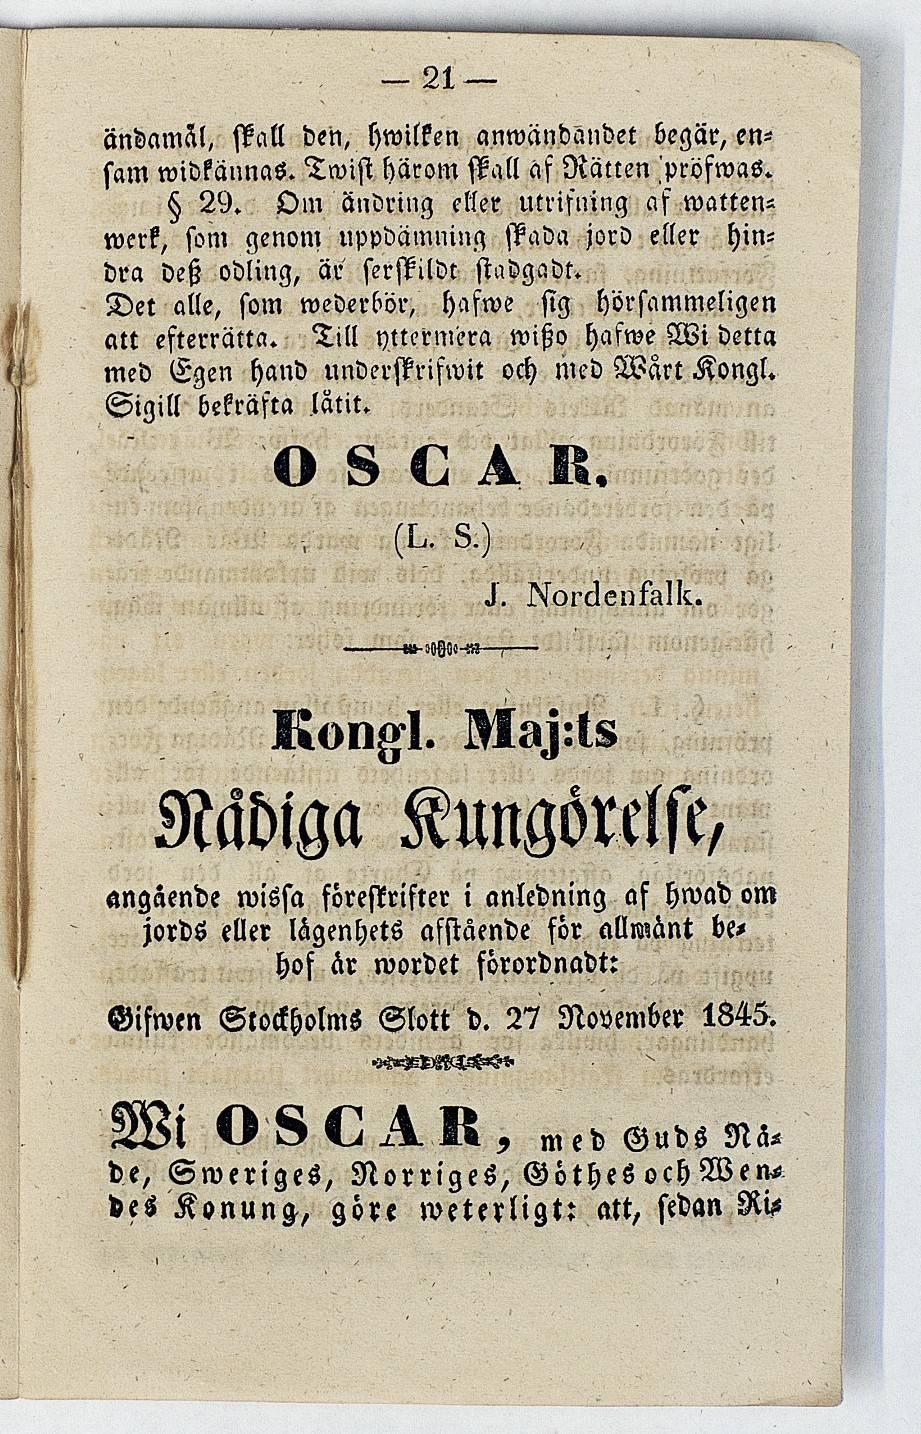 — 21 —
ändamål, skall den, hwilken anwändandet begär, en-
sam widkännas. Twist härom skall af Rätten pröfwas.
§ 29. Om ändring eller utrifning af watten-
werk, som genom uppdämning skada jord eller hin-
dra deß odling, är serskildt stadgadt.
Det alle, som wederbör, hafwe sig hörsammeligen
att efterrätta. Till yttermera wißo hafwe Wi detta
med Egen hand underskrifwit och med Wårt Kongl.
Sigill bekräfta låtit.
OSCAR.
(L. S.)
J. Nordenfalk.
Kongl. Maj:ts
Nådiga Kungörelse,
angående wissa föreskrifter i anledning af hwad om
jords eller lägenhets afstående för allmänt be-
hof är wordet förordnadt:
Gifwen Stockholms Slott d. 27 November 1845.
Wi OSCAR, med Guds Nå-
de, Sweriges, Norriges, Göthes och Wen-
des Konung, göre weterligt: att, sedan Ri-